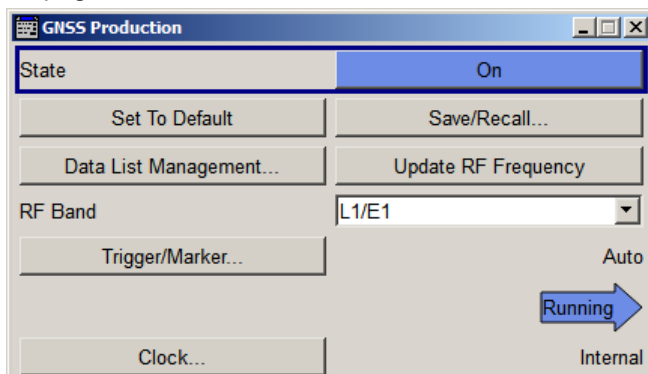 GNSS Production
State On
Set To Default Save/Recall...
Data List Management... Update RF Frequency
RF Band L1/E1
Trigger/Marker... Auto
Running
Clock... Internal